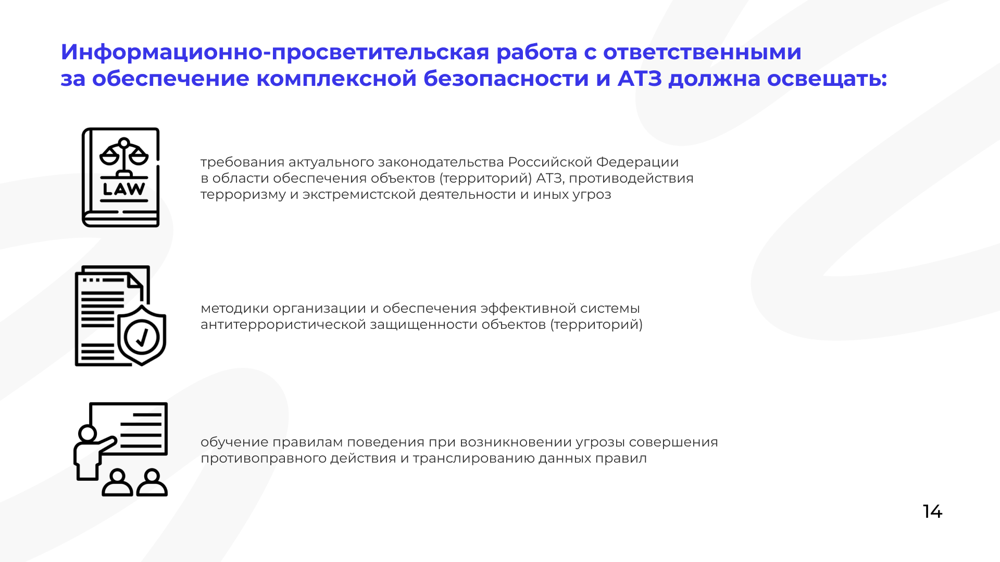 Информационно-просветительская работа с ответственными
за обеспечение комплексной безопасности и АТЗ должна освещать:
LAW
требования актуального законодательства Российской Федерации
в области обеспечения объектов (территорий) АТЗ, противодействия
терроризму и экстремистской деятельности и иных угроз
методики организации и обеспечения эффективной системы
антитеррористической защищенности объектов (территорий)
обучение правилам поведения при возникновении угрозы совершения
противоправного действия и транслированию данных правил
14